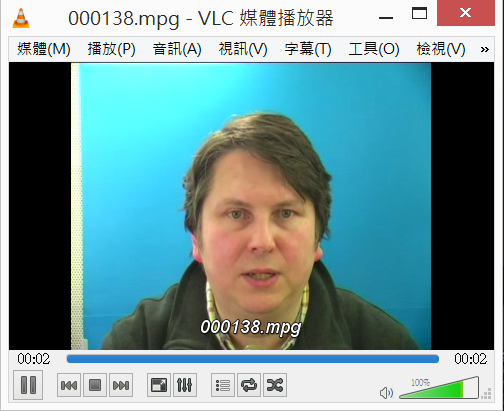 000138.mpg - VLC 媒體播放器
媒體(M) 播放(P) 音訊(A) 視訊(V) 字幕(T) 工具(O) 檢視(V) »
000138.mpg
00:02 00:02
100%